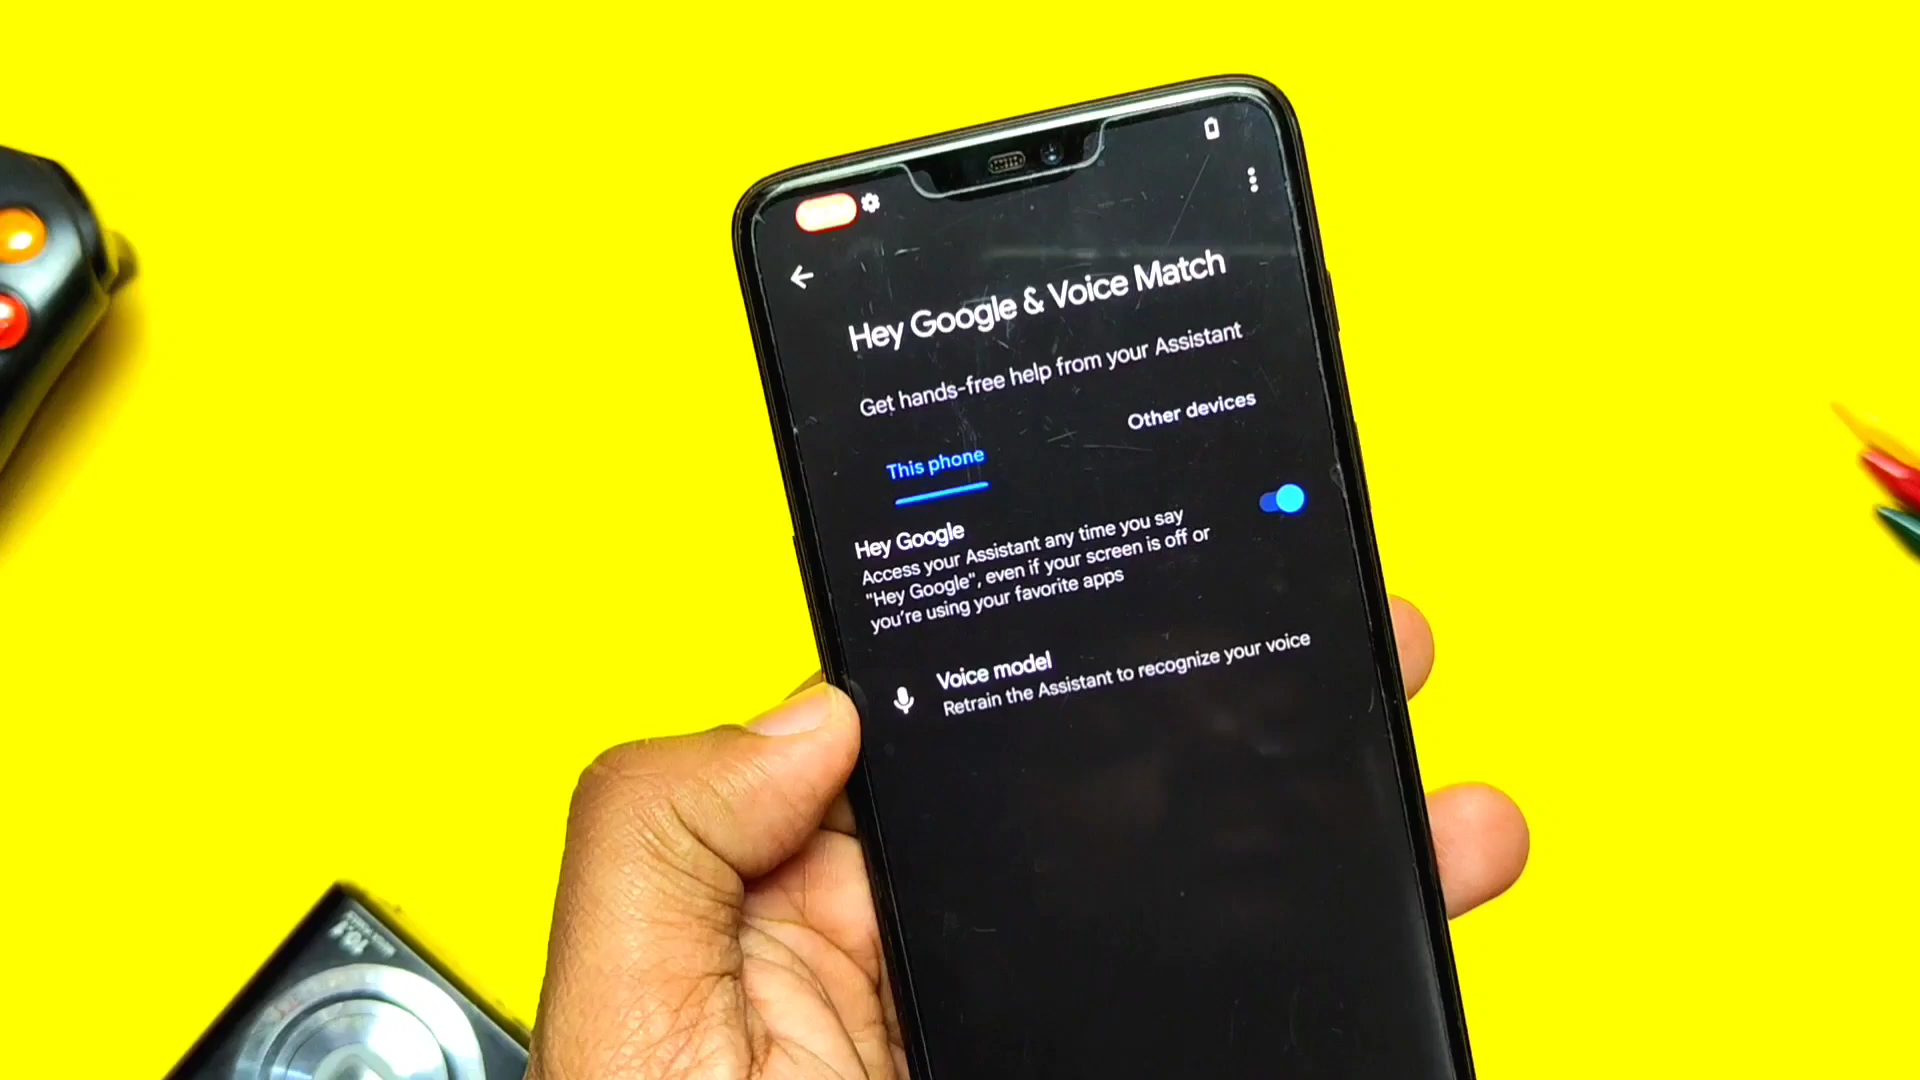 Hey Google & Voice Match
Get hands-free help from your Assistant
This phone
Other devices
Hey Google
Access your Assistant any time you say
"Hey Google", even if your screen is off or
you're using your favorite apps
Voice model
Retrain the Assistant to recognize your voice
10.1